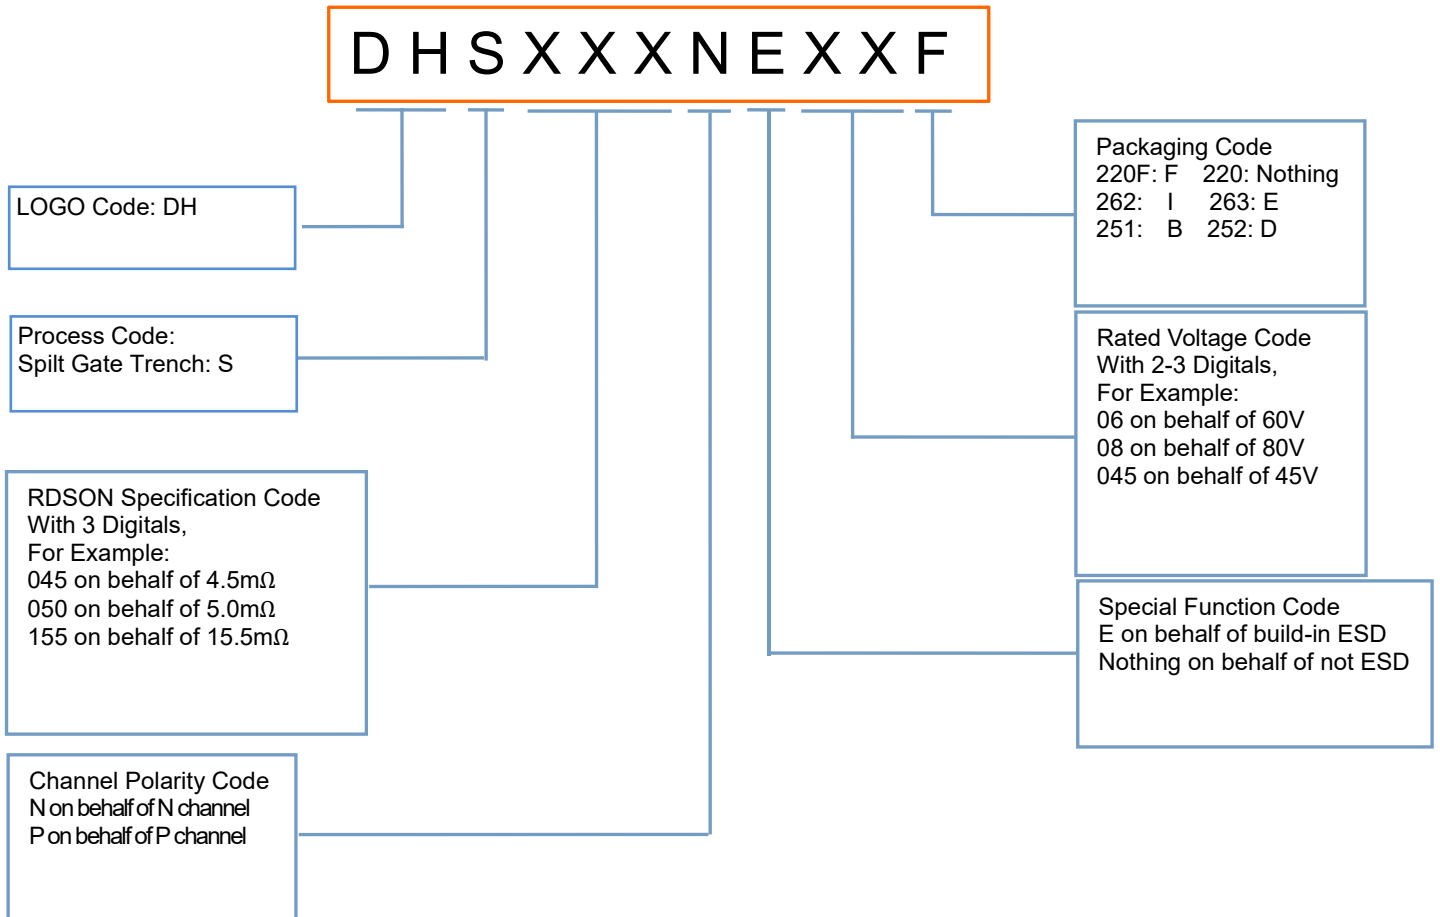 D H S X X X N E X X F
LOGO Code: DH
Process Code:
Spilt Gate Trench: S
RDSON Specification Code
With 3 Digitals,
For Example:
045 on behalf of 4.5mΩ
050 on behalf of 5.0mΩ
155 on behalf of 15.5mΩ
Channel Polarity Code
N on behalf of N channel
P on behalf of P channel
Packaging Code
220F: F 220: Nothing
262: I 263: E
251: B 252: D
Rated Voltage Code
With 2-3 Digitals,
For Example:
06 on behalf of 60V
08 on behalf of 80V
045 on behalf of 45V
Special Function Code
E on behalf of build-in ESD
Nothing on behalf of not ESD